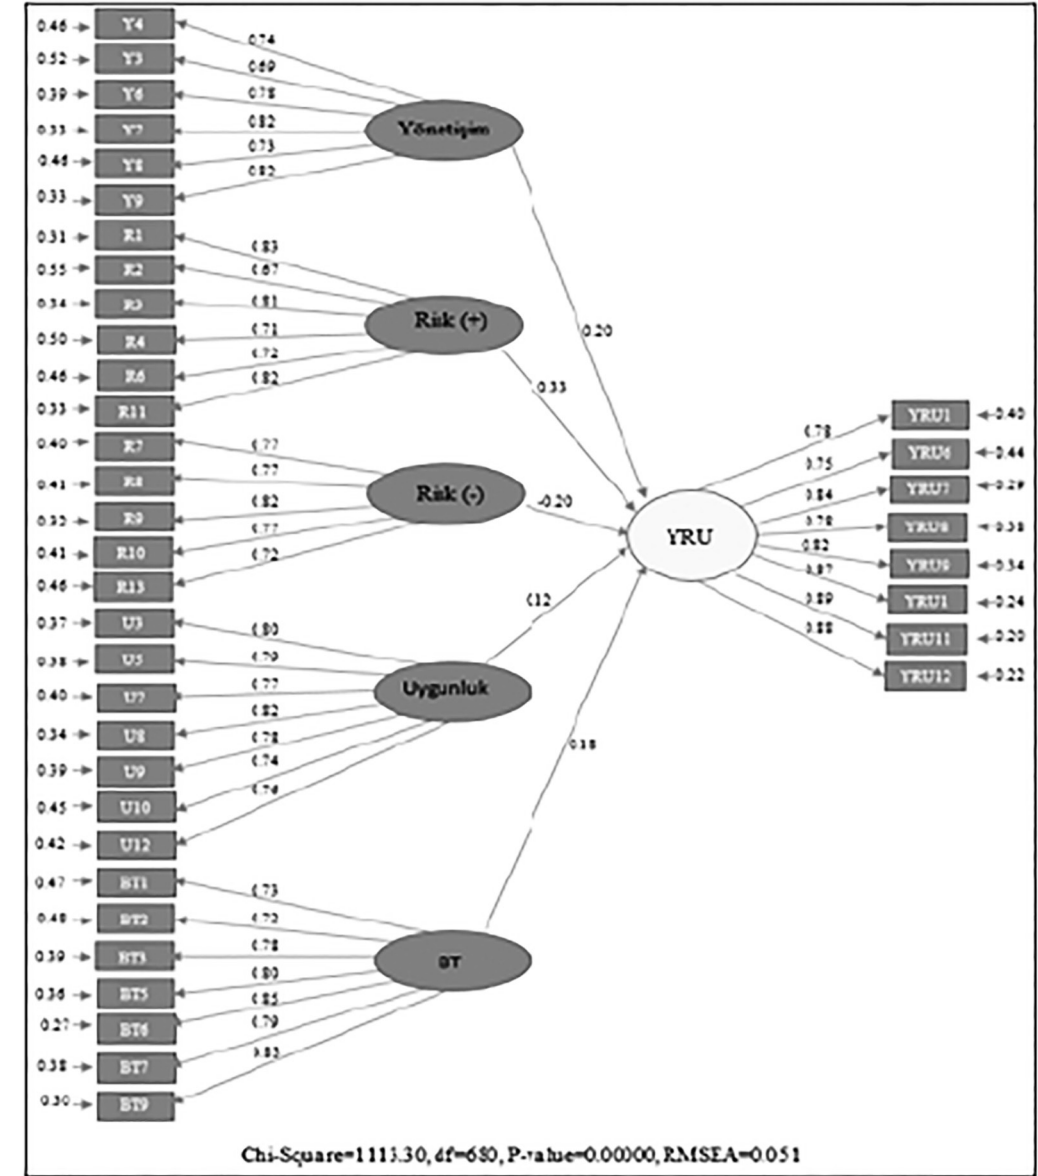 0.46 Y4 0.74
0.52 Y3 0.69
0.39 Y6 0.78
0.33 Y7 0.82
0.46 Y8 0.73
0.33 Y9 0.82
Yönetişim
0.20
0.31 R1 0.83
0.55 R2 0.67
0.34 R3 0.81
0.50 R4 0.71
0.46 R6 0.72
0.33 R11 0.82
Risk (+)
0.33
0.40 R7 0.77
0.41 R8 0.77
0.32 R9 0.82
0.41 R10 0.77
0.46 R13 0.72
Risk (-)
-0.20
0.37 U3 0.80
0.38 U5 0.79
0.40 U7 0.77
0.34 U8 0.82
0.39 U9 0.78
0.45 U10 0.74
0.42 U12
Uygunluk
0.12
0.47 BT1 0.73
0.48 BT2 0.72
0.39 BT3 0.78
0.36 BT5 0.80
0.27 BT6 0.85
0.38 BT7 0.79
0.30 BT9
BT
0.18
YRU
0.78 YRU1 0.40
0.75 YRU6 0.44
0.84 YRU7 0.29
0.78 YRU8 0.38
0.82 YRU9 0.34
0.87 YRU1 0.24
0.89 YRU11 0.20
0.88 YRU12 0.22
Chi-Square=1113.30, df=680, P-value=0.00000, RMSEA=0.051